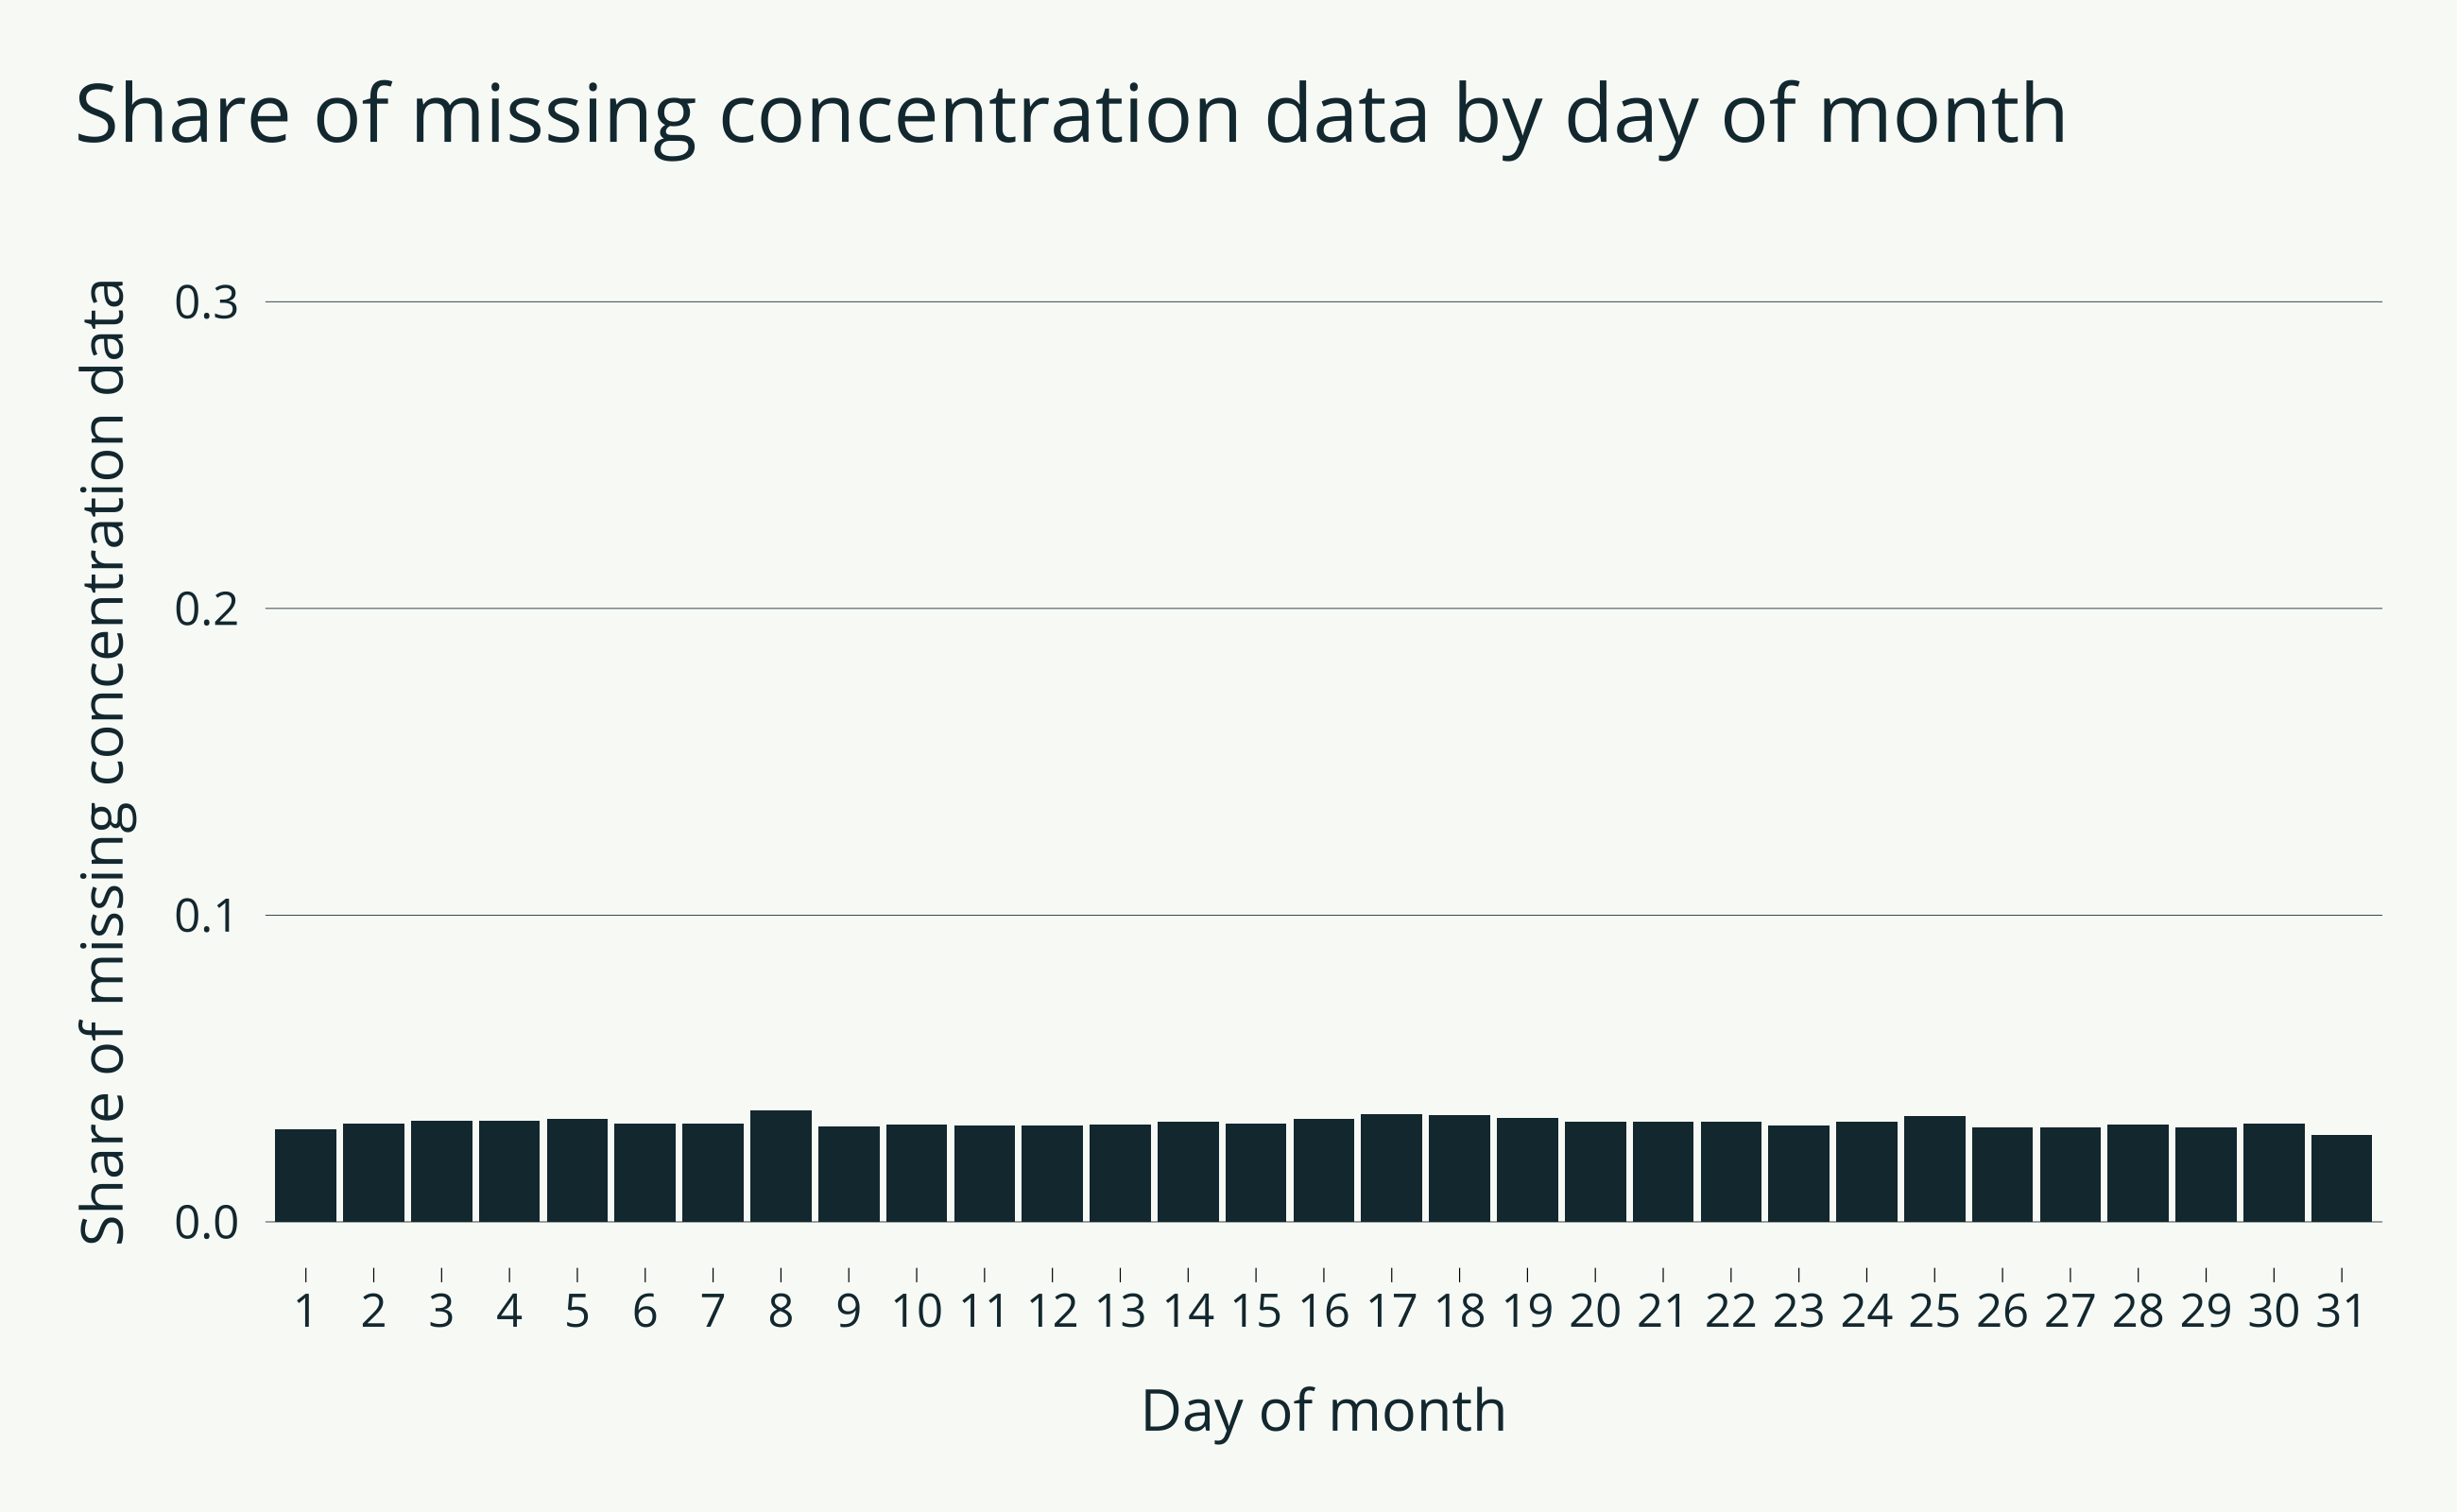 Share of missing concentration data by day of month
Share of missing concentration data
0.3
0.2
0.1
0.0
1 2 3 4 5 6 7 8 9 10 11 12 13 14 15 16 17 18 19 20 21 22 23 24 25 26 27 28 29 30 31
Day of month